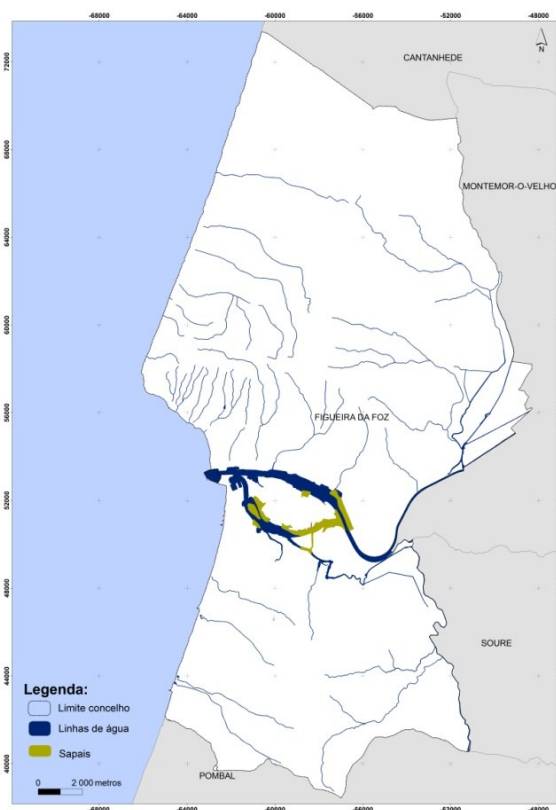 -68000 -64000 -60000 -56000 -52000 -48000
72000
CANTANHEDE
N
68000
MONTEMOR-O-VELHO
64000
60000
56000
FIGUEIRA DA FOZ
52000
48000
SOURE
44000
Legenda:
Limite concelho
Linhas de água
Sapais
0 2 000 metros
40000
POMBAL
-68000 -64000 -60000 -56000 -52000 -48000